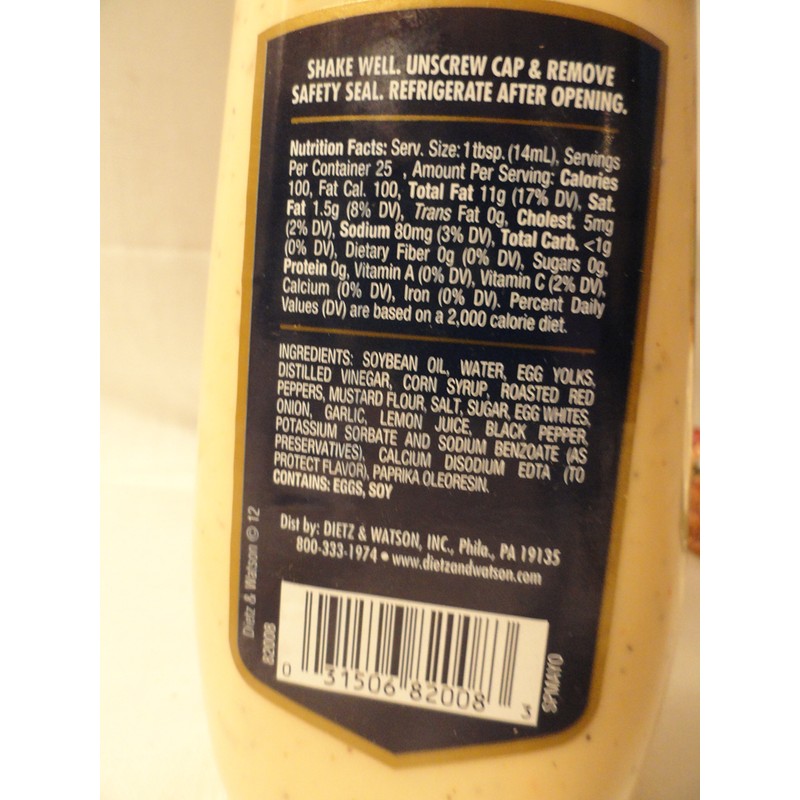 SHAKE WELL. UNSCREW CAP & REMOVE
SAFETY SEAL. REFRIGERATE AFTER OPENING.
Nutrition Facts: Serv. Size: 1 tbsp. (14mL), Servings
Per Container 25 , Amount Per Serving: Calories
100, Fat Cal. 100, Total Fat 11g (17% DV), Sat.
Fat 1.5g (8% DV), Trans Fat 0g, Cholest. 5mg
(2% DV), Sodium 80mg (3% DV), Total Carb. <1g
(0% DV), Dietary Fiber 0g (0% DV), Sugars 0g,
Protein 0g, Vitamin A (0% DV), Vitamin C (2% DV),
Calcium (0% DV), Iron (0% DV). Percent Daily
Values (DV) are based on a 2,000 calorie diet.
INGREDIENTS: SOYBEAN OIL, WATER, EGG YOLKS,
DISTILLED VINEGAR, CORN SYRUP, ROASTED RED
PEPPERS, MUSTARD FLOUR, SALT, SUGAR, EGG WHITES,
ONION, GARLIC, LEMON JUICE, BLACK PEPPER,
POTASSIUM SORBATE AND SODIUM BENZOATE (AS
PRESERVATIVES), CALCIUM DISODIUM EDTA (TO
PROTECT FLAVOR), PAPRIKA OLEORESIN.
CONTAINS: EGGS, SOY
Dist by: DIETZ & WATSON, INC., Phila., PA 19135
800-333-1974 • www.dietzandwatson.com
Dietz & Watson © 12
82008
0 31506 82008 3
SPMAYO